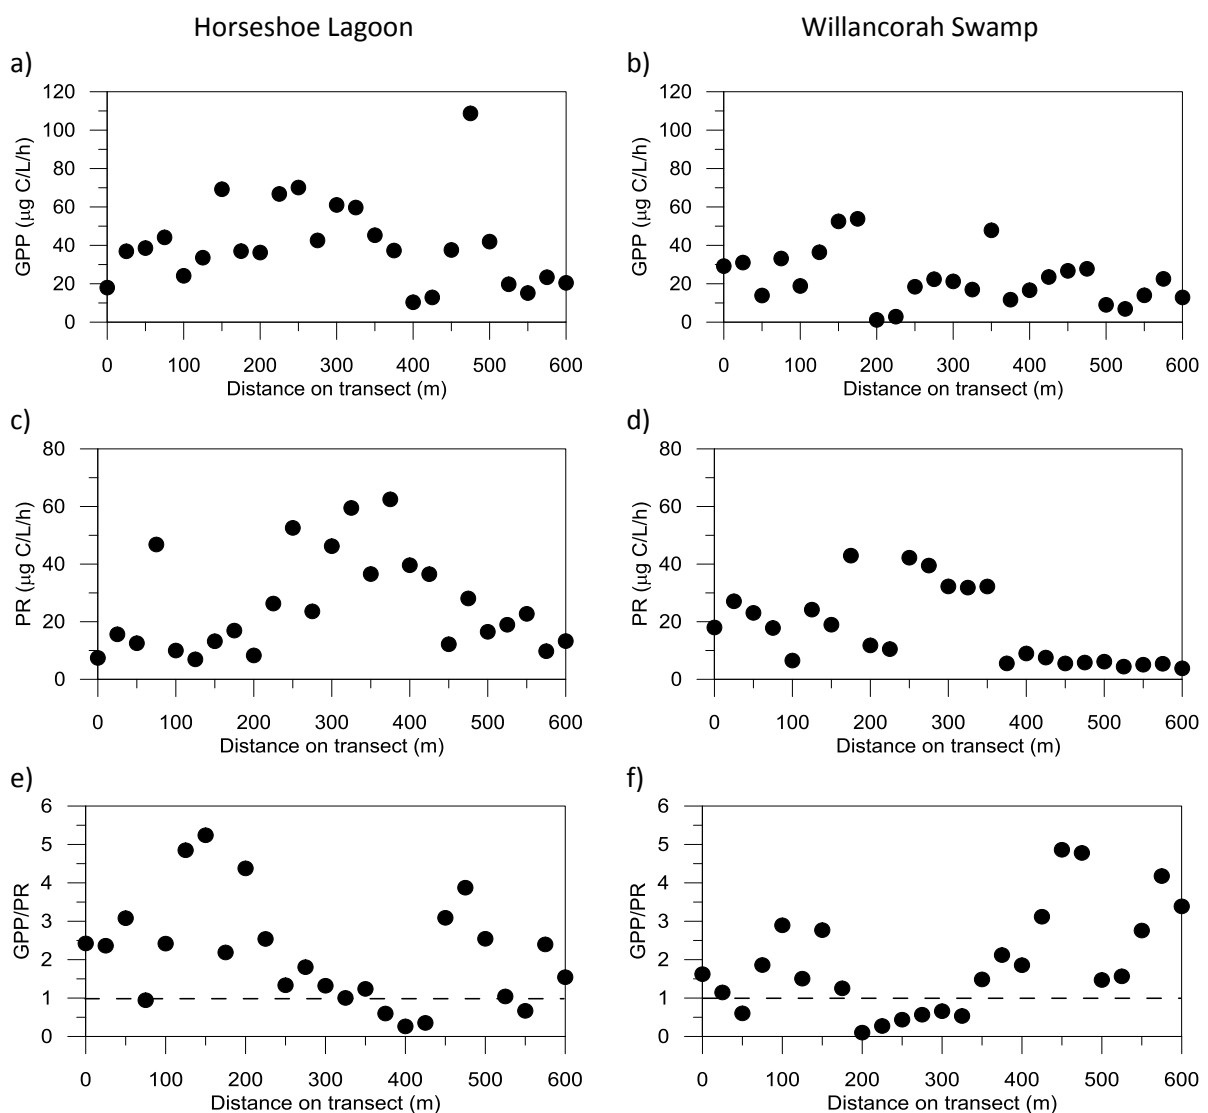 Horseshoe Lagoon
Willancorah Swamp
a)
120
100
80
60
40
20
0
GPP (μg C/L/h)
0 100 200 300 400 500 600
Distance on transect (m)
b)
120
100
80
60
40
20
0
GPP (μg C/L/h)
0 100 200 300 400 500 600
Distance on transect (m)
c)
80
60
40
20
0
PR (μg C/L/h)
0 100 200 300 400 500 600
Distance on transect (m)
d)
80
60
40
20
0
PR (μg C/L/h)
0 100 200 300 400 500 600
Distance on transect (m)
e)
6
5
4
3
2
1
0
GPP/PR
0 100 200 300 400 500 600
Distance on transect (m)
f)
6
5
4
3
2
1
0
GPP/PR
0 100 200 300 400 500 600
Distance on transect (m)